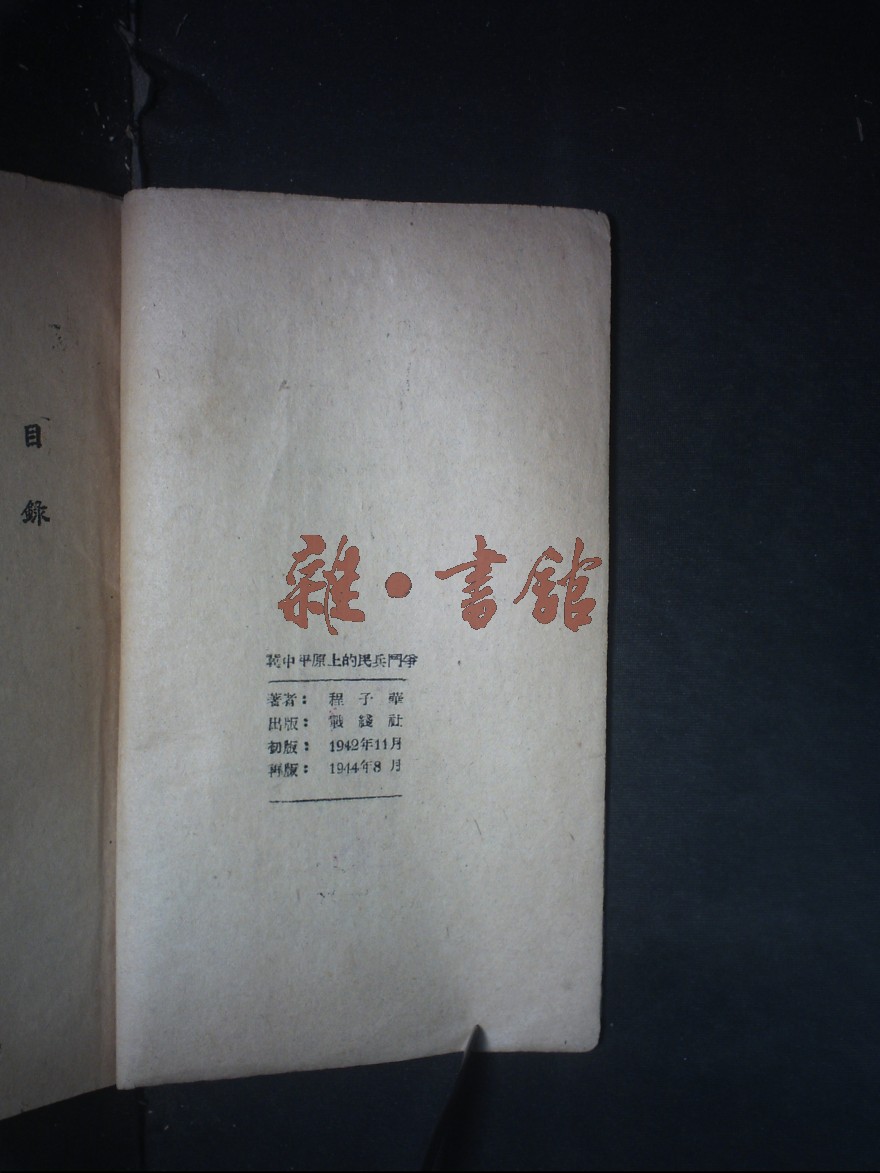 目錄
雜·書館
冀中平原上的民兵鬥爭
著者： 程子華
出版： 戰綫社
初版： 1942年11月
再版： 1944年8月